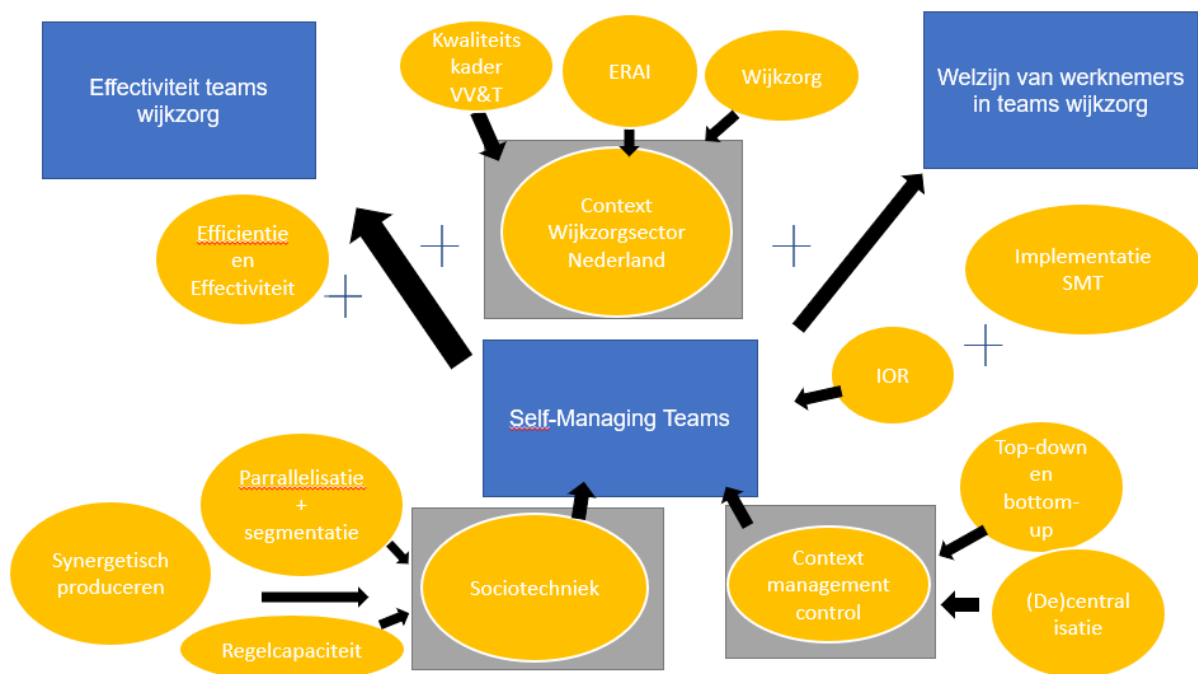 Effectiviteit teams
wijkzorg
Kwaliteits
kader
VV&T
ERAI
Wijkzorg
Welzijn van werknemers
in teams wijkzorg
Efficientie
en
Effectiviteit
Context
Wijkzorgsector
Nederland
Implementatie
SMT
IOR
Self-Managing Teams
Parrallelisatie
+
segmentatie
Top-down
en
bottom-
up
Synergetisch
produceren
Sociotechniek
Context
management
control
(De)central
isatie
Regelcapaciteit